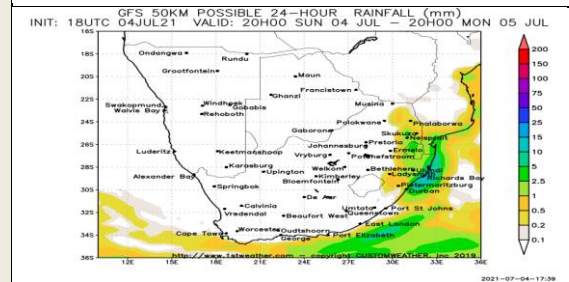 GFS 50KM POSSIBLE 24-HOUR RAINFALL (mm)
INIT: 18UTC 04JUL21 VALID: 20H00 SUN 04 JUL - 20H00 MON 05 JUL
16S
18S
20S
22S
24S
26S
28S
30S
32S
34S
36S
Ondangwa
Rundu
Grootfontein
Maun
Francistown
Ghanzi
Musina
Swakopmund
Windhoek
Gobabis
Walvis Bay
Rehoboth
Polokwane
Phalaborwa
Gaborone
Skukuza
Nelspruit
Pretoria
Johannesburg
Luderitz
Keetmanshoop
Vryburg
Potchefstroom
Ermelo
Karasburg
Upington
Welkom
Bethlehem
Ladysmith
Ulundi
Alexander Bay
Kimberley
Richards Bay
Springbok
Bloemfontein
Pietermaritzburg
Durban
De Aar
Calvinia
Umtata
Port St Johns
Vredendal
Beaufort West
Queenstown
East London
Cape Town
Worcester
Oudtshoorn
George
Port Elizabeth
http://www.1stweather.com - copyright CUSTOMWEATHER, inc 2019
12E 15E 18E 21E 24E 27E 30E 33E 36E
200
150
100
75
50
25
15
10
5
2.5
1
0.5
0.2
0.1
2021-07-04-17:39